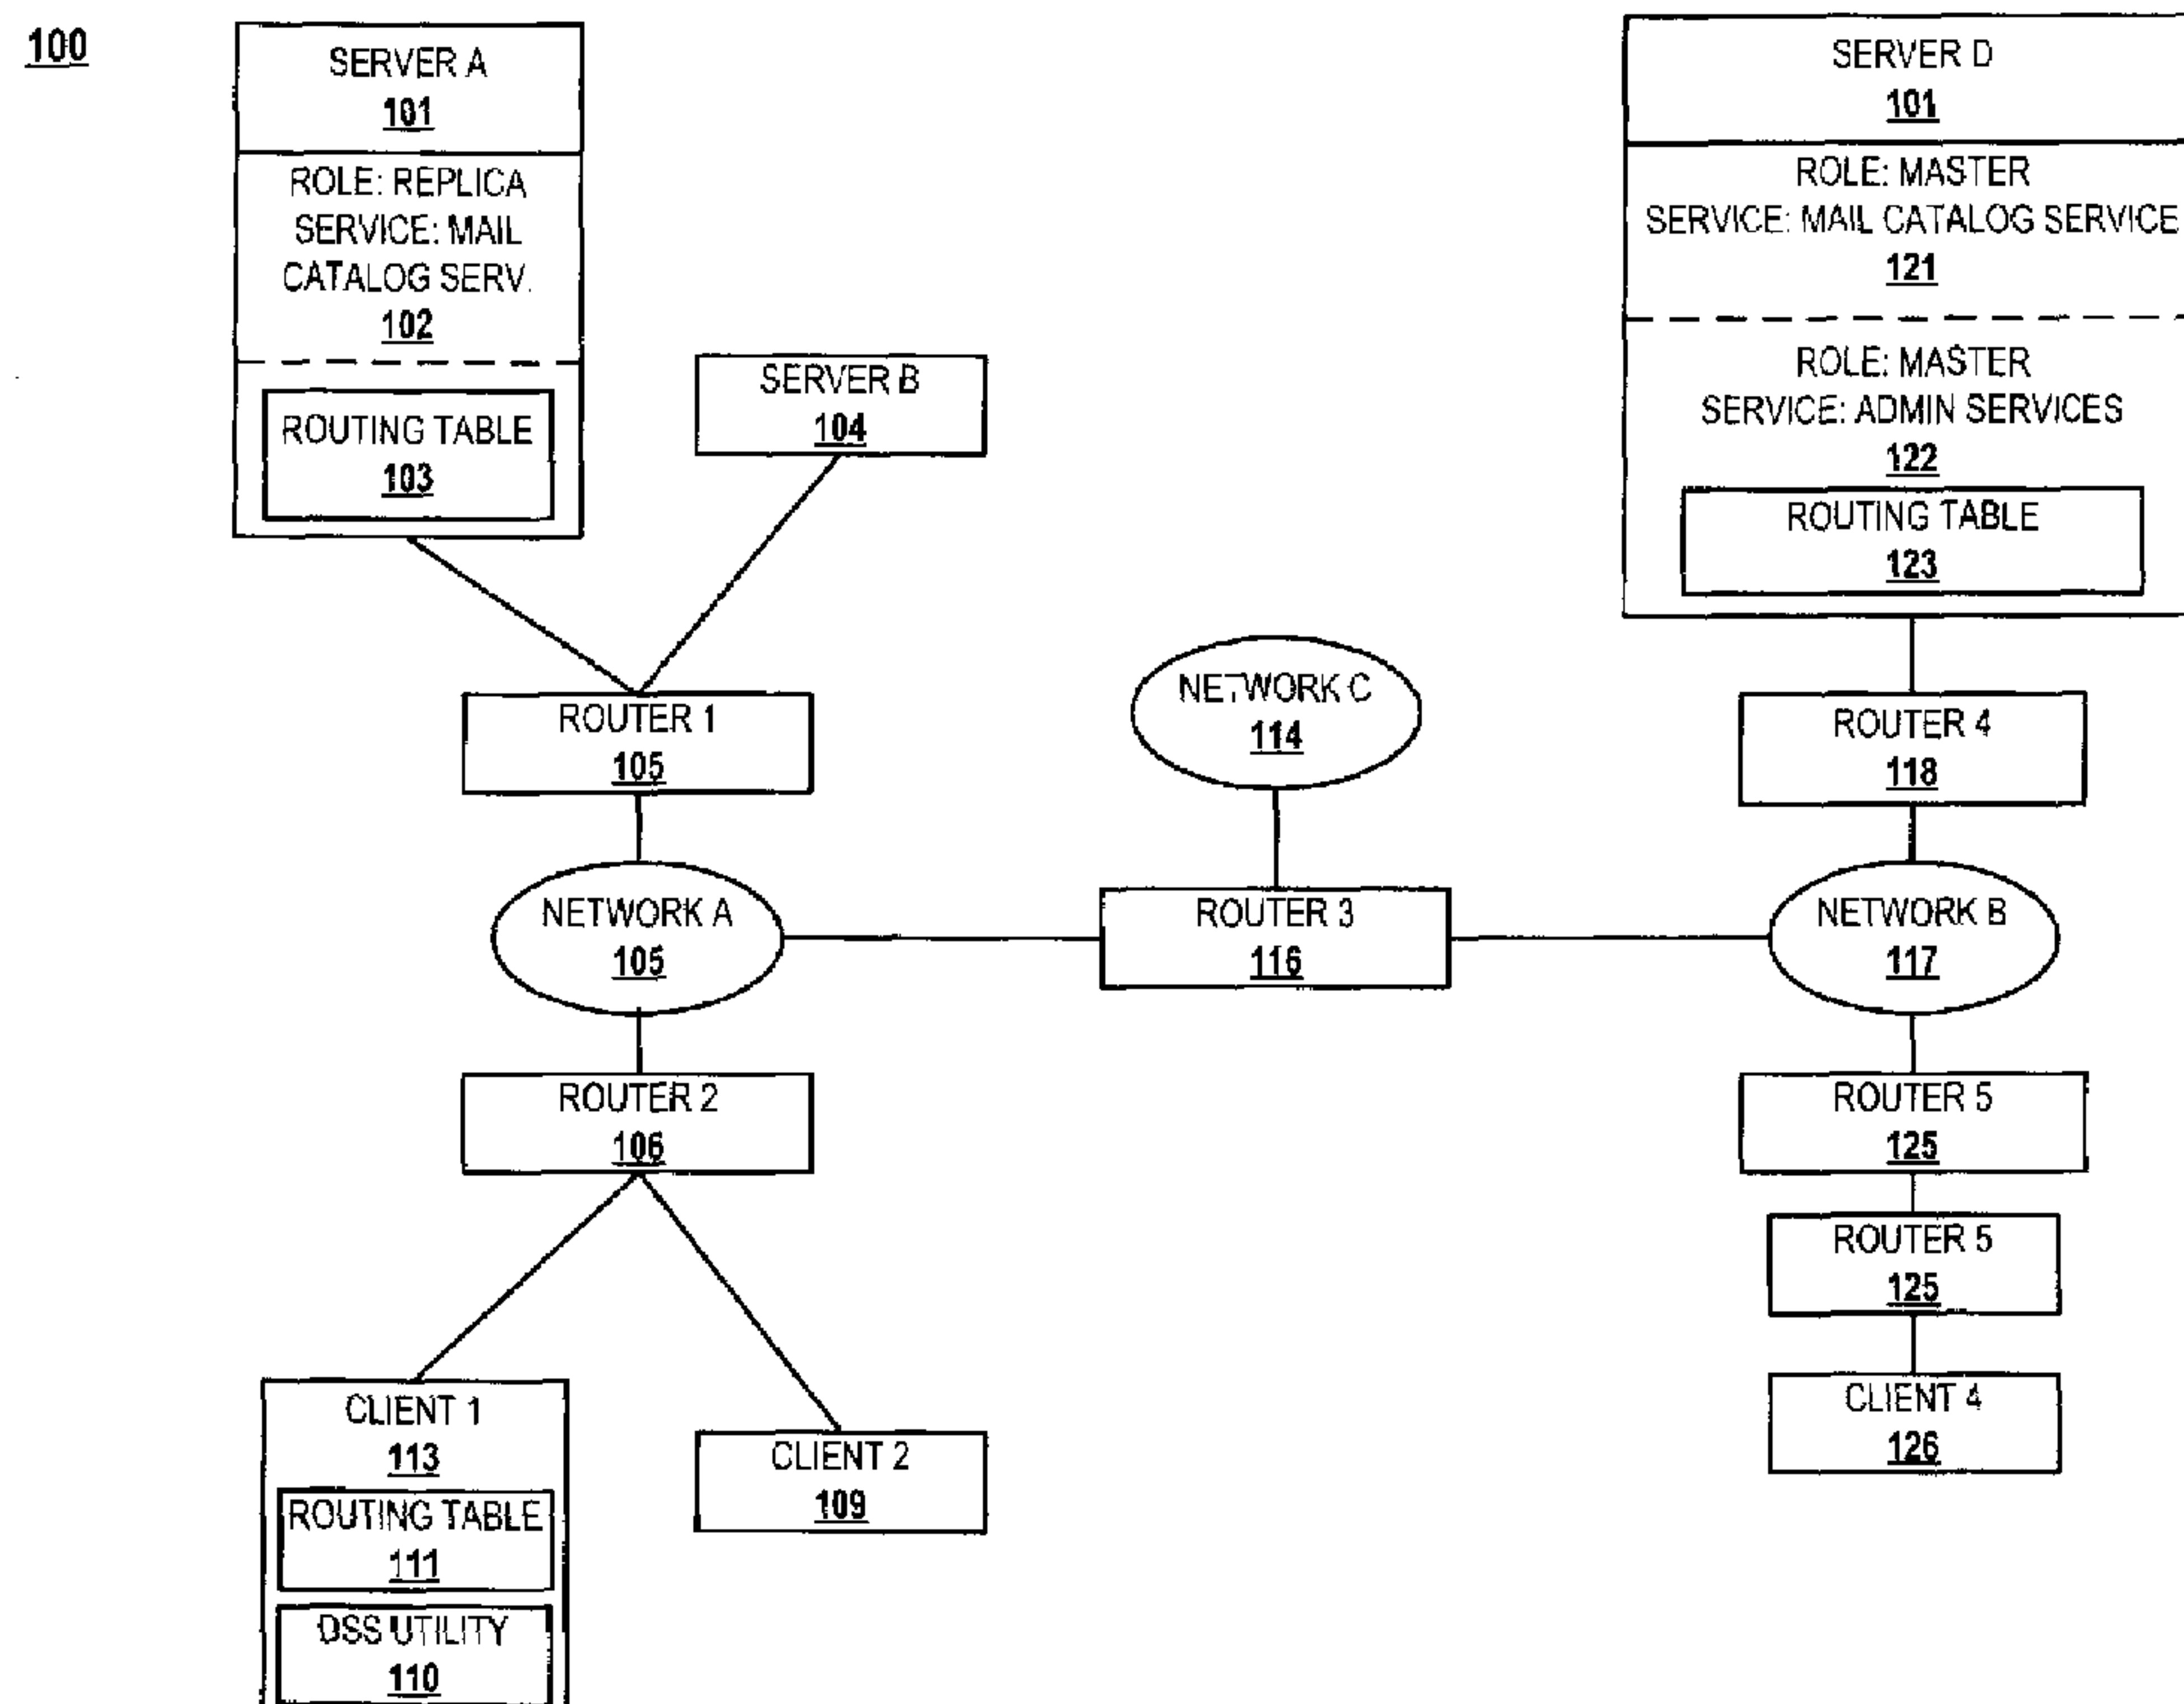 100
SERVER A
101
ROLE: REPLICA
SERVICE: MAIL
CATALOG SERV.
102
ROUTING TABLE
103
SERVER B
104
SERVER D
101
ROLE: MASTER
SERVICE: MAIL CATALOG SERVICE
121
ROLE: MASTER
SERVICE: ADMIN SERVICES
122
ROUTING TABLE
123
ROUTER 1
105
NETWORK C
114
ROUTER 4
118
NETWORK A
105
ROUTER 3
116
NETWORK B
117
ROUTER 2
106
ROUTER 5
125
ROUTER 5
125
CLIENT 1
113
ROUTING TABLE
111
DSS UTILITY
110
CLIENT 2
109
CLIENT 4
126